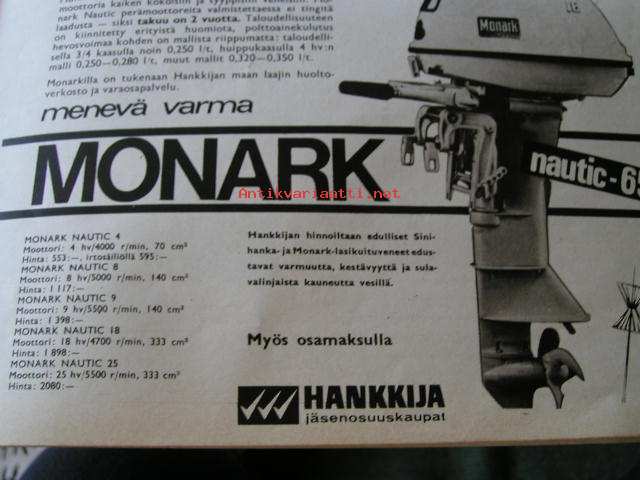 moottoria kaiken kokoisiin ja tyyppisiin
nark Nautic perämoottoreita valmistettaessa ei tingitä
laadusta — siksi takuu on 2 vuotta. Taloudellisuuteen
on kiinnitetty erityistä huomiota, polttoainekulutus
hevosvoimaa kohden on mallista riippumatta: taloudelli-
sella 3/4 kaasulla noin 0,250 l/t, huippukaasulla 4 hv:n
malli 0,250—0,280 l/t, muut mallit 0,320—0,350 l/t.
Monarkilla on tukenaan Hankkijan maan laajin huolto-
verkosto ja varaosapalvelu.
menevä varma
MONARK
Monark
18
nautic-65
Antikvariaatti.net
MONARK NAUTIC 4
Moottori: 4 hv/4000 r/min, 70 cm³
Hinta: 553:—, irtosäiliöllä 595:—
MONARK NAUTIC 8
Moottori: 8 hv/5000 r/min, 140 cm³
Hinta: 1 117:—
MONARK NAUTIC 9
Moottori: 9 hv/5500 r/min, 140 cm³
Hinta: 1 398:—
MONARK NAUTIC 18
Moottori: 18 hv/4700 r/min, 333 cm³
Hinta: 1 898:—
MONARK NAUTIC 25
Moottori: 25 hv/5500 r/min, 333 cm³
Hinta: 2080:—
Hankkijan hinnoiltaan edulliset Sini-
hanka- ja Monark-lasikuituveneet edus-
tavat varmuutta, kestävyyttä ja sula-
valinjaista kauneutta vesillä.
Myös osamaksulla
HANKKIJA
jäsenosuuskaupat